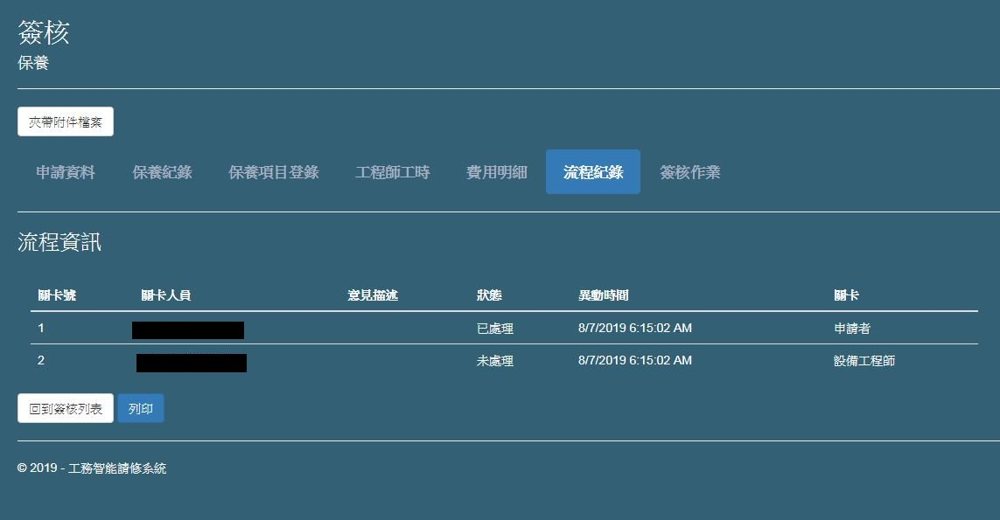 簽核
保養
夾帶附件檔案
申請資料 保養紀錄 保養項目登錄 工程師工時 費用明細 流程紀錄 簽核作業
流程資訊
關卡號 關卡人員 意見描述 狀態 異動時間 關卡
1 已處理 8/7/2019 6:15:02 AM 申請者
2 未處理 8/7/2019 6:15:02 AM 設備工程師
回到簽核列表 列印
© 2019 - 工務智能請修系統